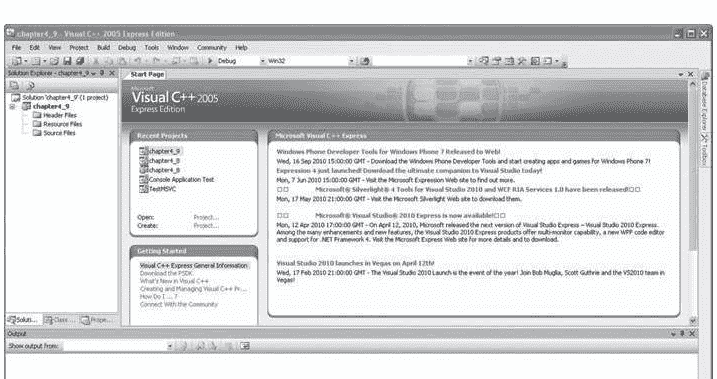 chapter4_9 - Visual C++ 2005 Express Edition
File Edit View Project Build Debug Tools Window Community Help
Debug Win32
Solution Explorer - chapter4_9
Solution 'chapter4_9' (1 project)
chapter4_9
Header Files
Resource Files
Source Files
Soluti... Class ... Prope...
Start Page
Microsoft
Visual C++ 2005
Express Edition
Recent Projects
chapter4_9
chapter4_8
chapter4_8
Console Application Test
TestMSVC
Open: Project...
Create: Project...
Getting Started
Visual C++ Express General Information
Download the PSDK
What's New in Visual C++
Creating and Managing Visual C++ Pr...
How Do I ... ?
Connect With the Community
Microsoft Visual C++ Express
Windows Phone Developer Tools for Windows Phone 7 Released to Web!
Wed, 16 Sep 2010 15:00:00 GMT - Download the Windows Phone Developer Tools and start creating apps and games for Windows Phone 7!
Expression 4 just launched! Download the ultimate companion to Visual Studio today!
Mon, 7 Jun 2010 15:00:00 GMT - Visit the Microsoft Expression Web site to find out more.
Microsoft® Silverlight® 4 Tools for Visual Studio 2010 and WCF RIA Services 1.0 have been released!
Mon, 17 May 2010 21:00:00 GMT - Visit the Microsoft Silverlight Web site to download them.
Microsoft® Visual Studio® 2010 Express is now available!
Mon, 12 Apr 2010 17:00:00 GMT - On April 12, 2010, Microsoft released the next version of Visual Studio Express – Visual Studio 2010 Express.
Among the many enhancements and new features, the Visual Studio 2010 Express products offer multi-monitor capability, a new WPF code editor
and support for .NET Framework 4. Visit the Microsoft Express Web site for more details and to download.
Visual Studio 2010 launches in Vegas on April 12th!
Wed, 17 Feb 2010 21:00:00 GMT - The Visual Studio 2010 Launch is the event of the year! Join Bob Muglia, Scott Guthrie and the VS2010 team in
Vegas!
Database Explorer
Toolbox
Output
Show output from: